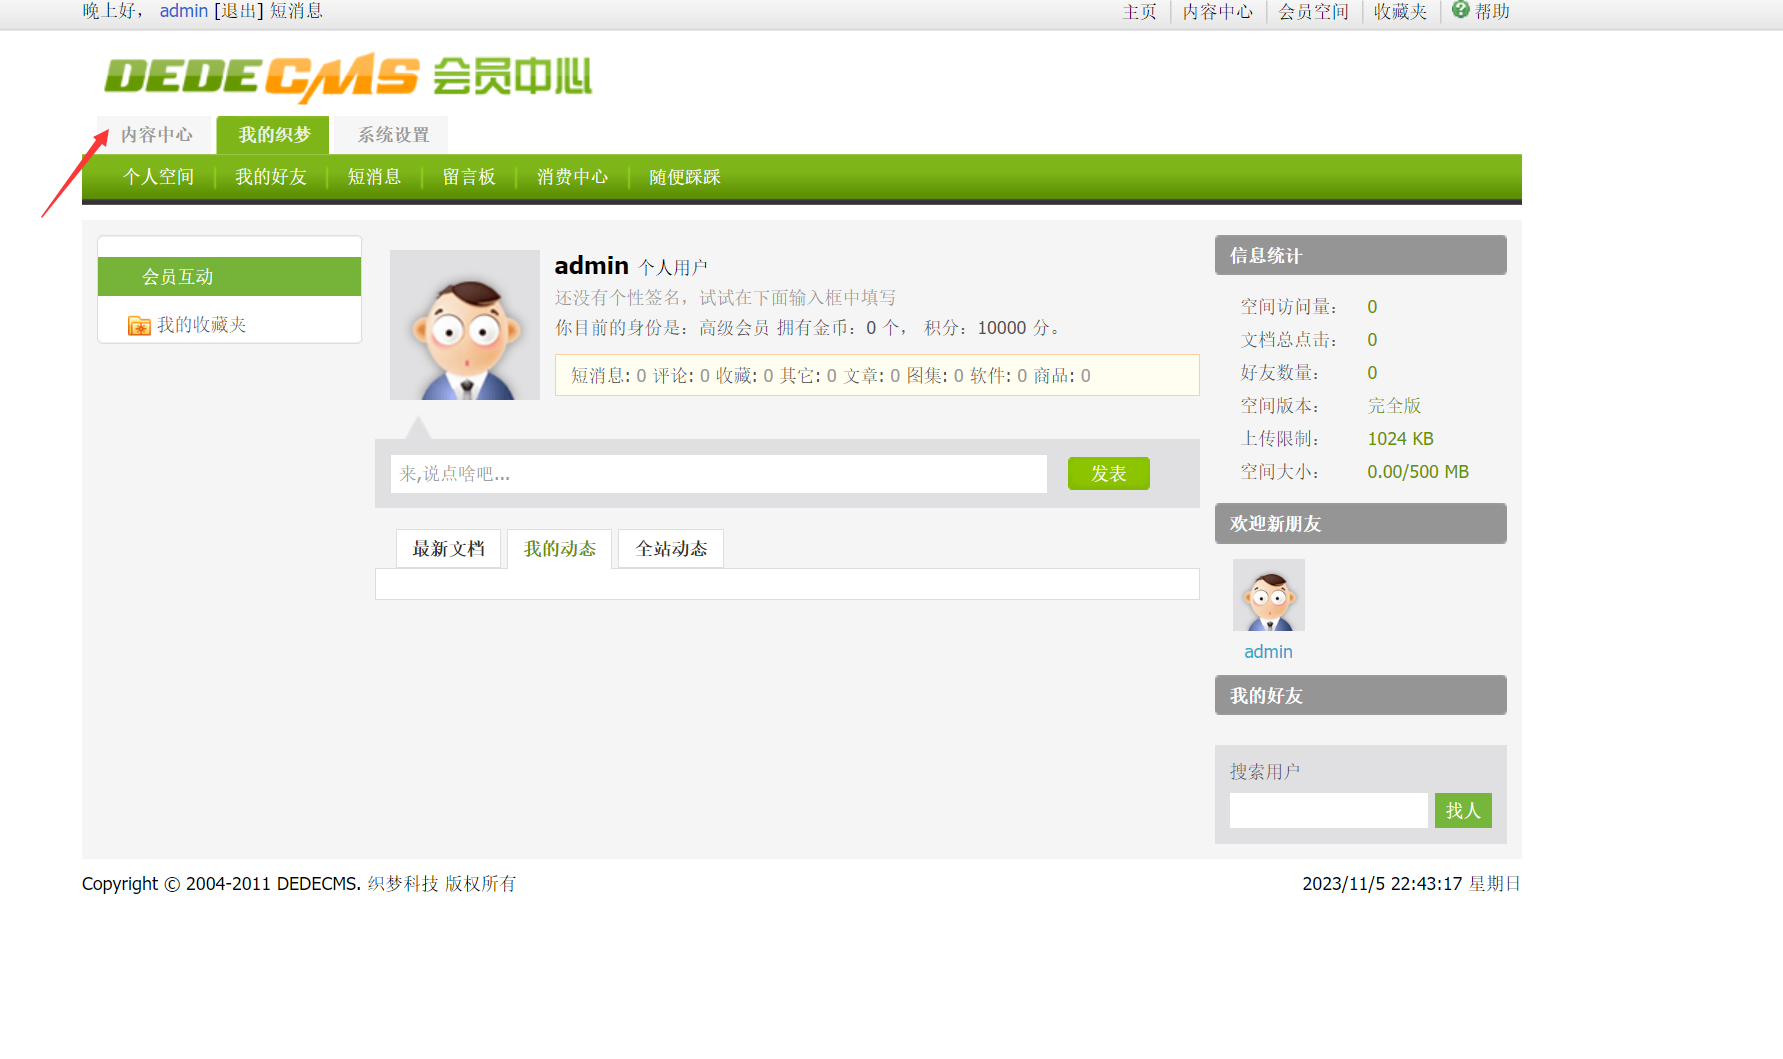 晚上好， admin [退出] 短消息
主页 内容中心 会员空间 收藏夹 帮助
DEDECMS 会员中心
内容中心 我的织梦 系统设置
个人空间 我的好友 短消息 留言板 消费中心 随便踩踩
会员互动
我的收藏夹
admin 个人用户
还没有个性签名，试试在下面输入框中填写
你目前的身份是：高级会员 拥有金币：0 个， 积分：10000 分。
短消息: 0 评论: 0 收藏: 0 其它: 0 文章: 0 图集: 0 软件: 0 商品: 0
来,说点啥吧... 发表
最新文档 我的动态 全站动态
信息统计
空间访问量： 0
文档总点击： 0
好友数量： 0
空间版本： 完全版
上传限制： 1024 KB
空间大小： 0.00/500 MB
欢迎新朋友
admin
我的好友
搜索用户
找人
Copyright © 2004-2011 DEDECMS. 织梦科技 版权所有
2023/11/5 22:43:17 星期日